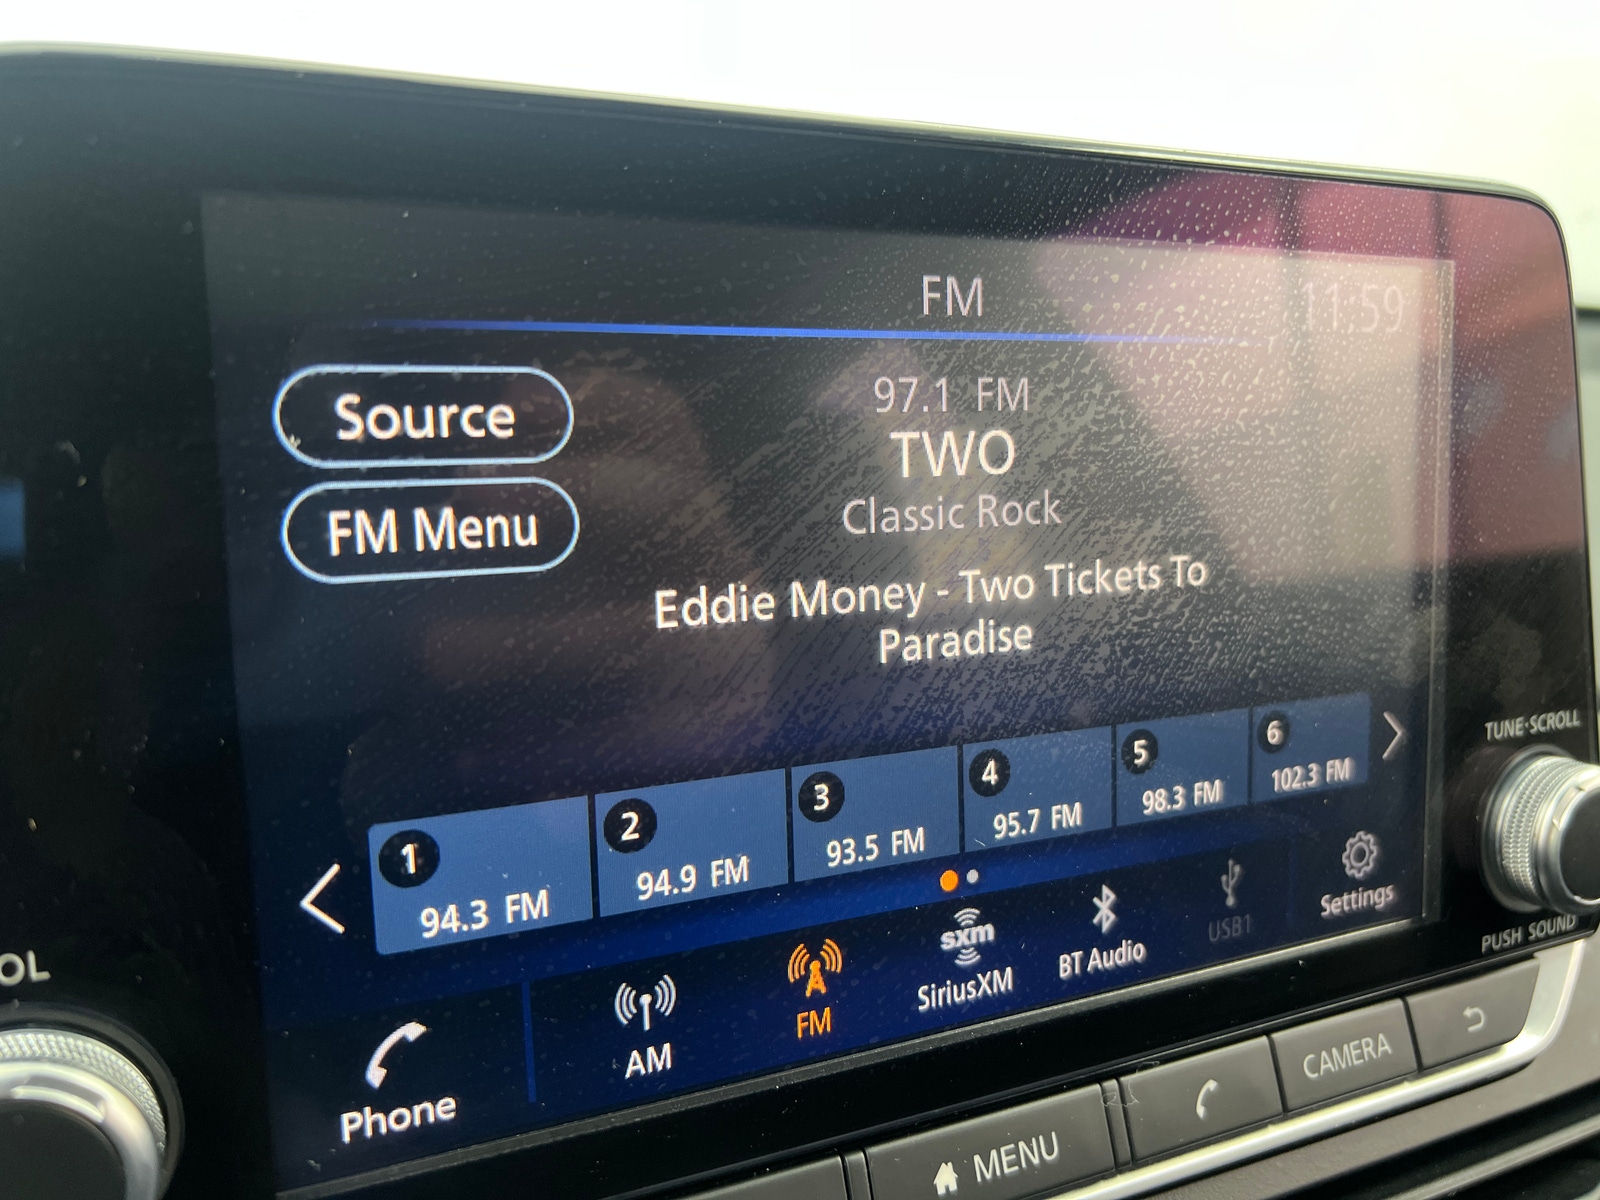 FM
11:59
Source
97.1 FM
TWO
Classic Rock
FM Menu
Eddie Money - Two Tickets To
Paradise
1
94.3 FM
2
94.9 FM
3
93.5 FM
4
95.7 FM
5
98.3 FM
6
102.3 FM
Phone
AM
FM
sxm
SiriusXM
BT Audio
USB1
Settings
TUNE·SCROLL
PUSH SOUND
OL
MENU
CAMERA